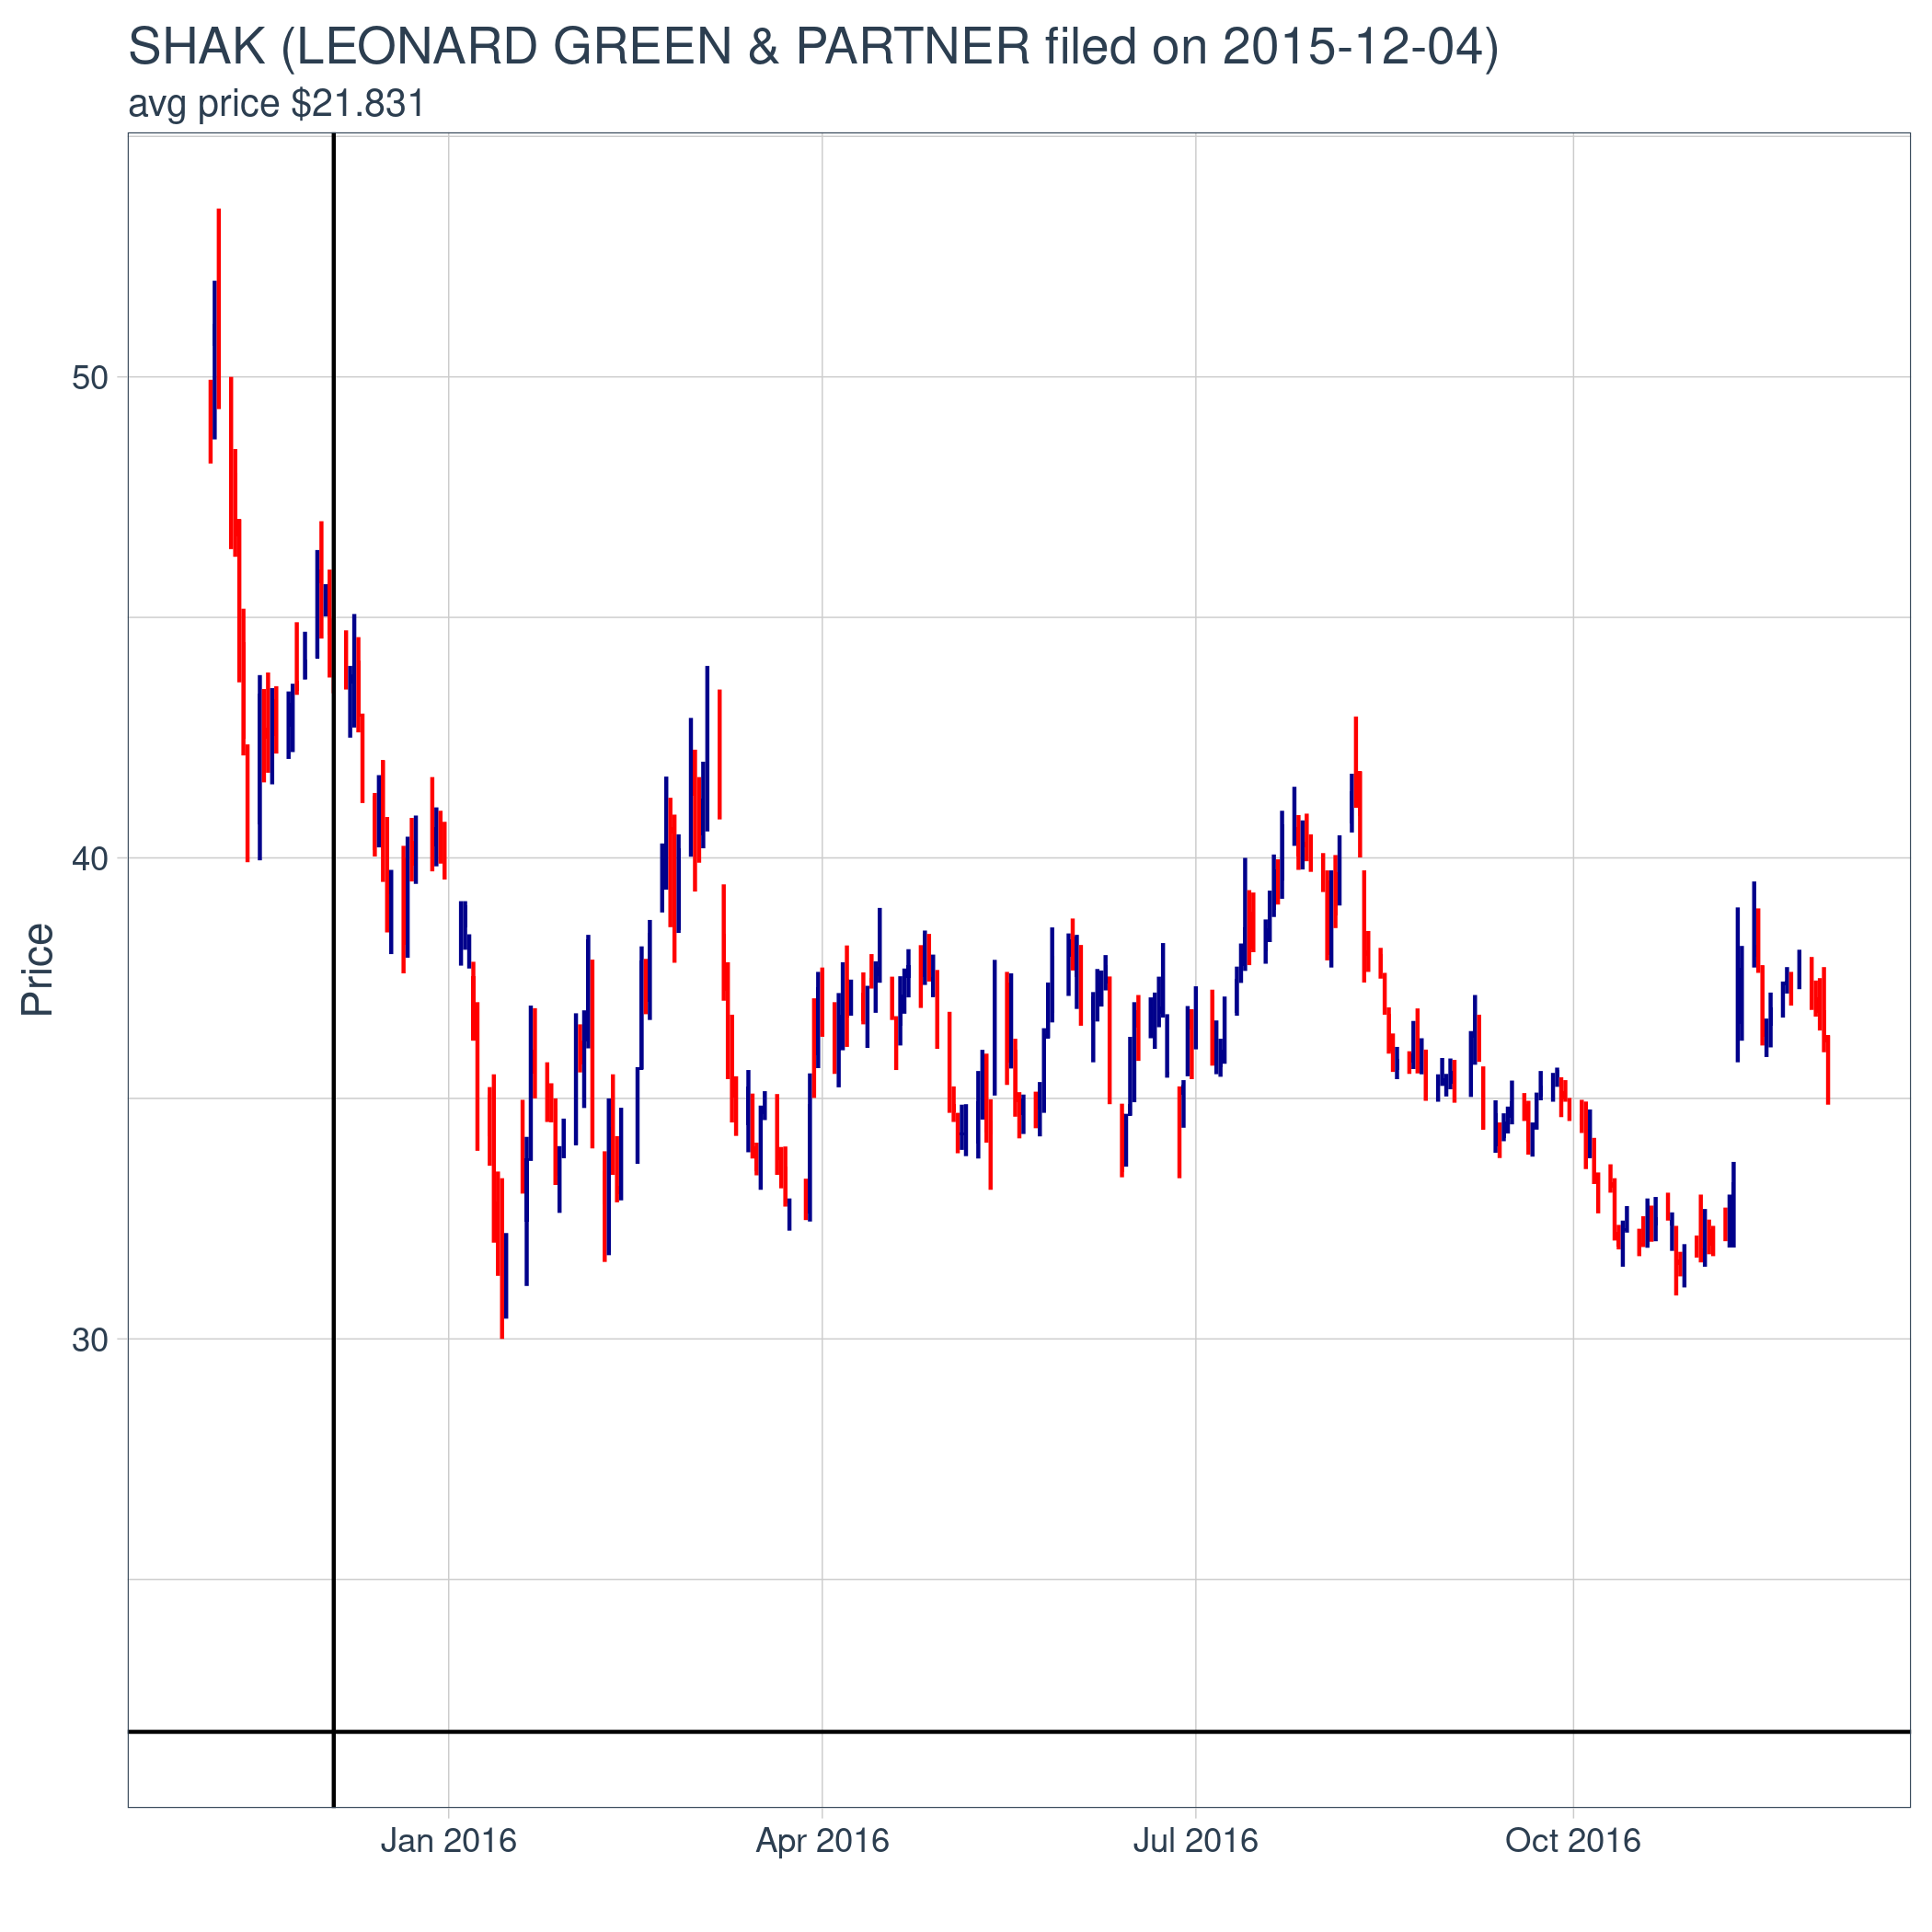 SHAK (LEONARD GREEN & PARTNER filed on 2015-12-04)
avg price $21.831
50
40
30
Price
Jan 2016
Apr 2016
Jul 2016
Oct 2016